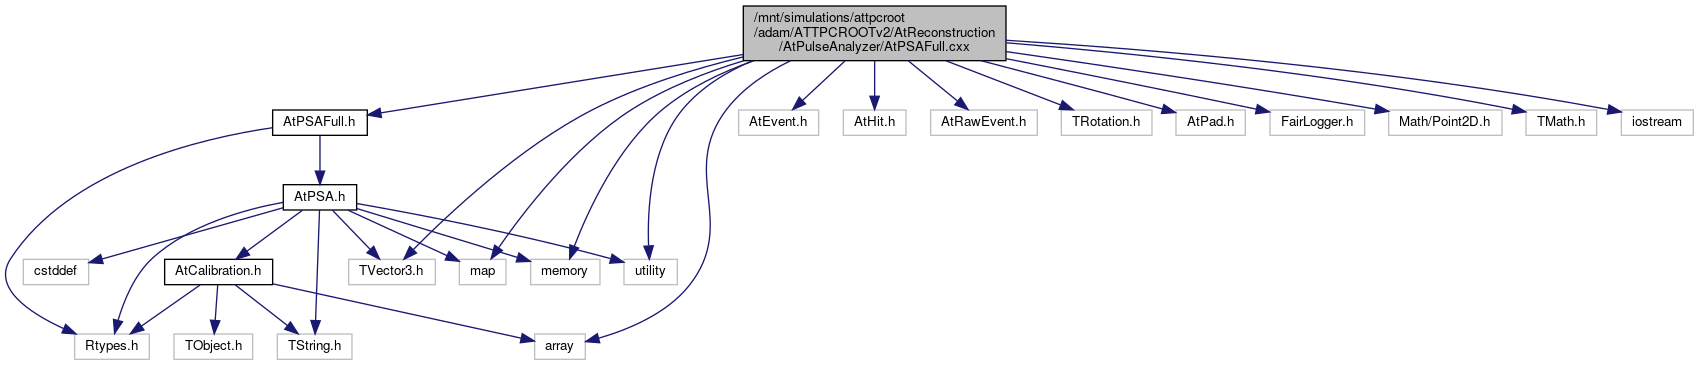 /mnt/simulations/attpcroot
/adam/ATTPCROOTv2/AtReconstruction
/AtPulseAnalyzer/AtPSAFull.cxx
AtPSAFull.h
AtEvent.h
AtHit.h
AtRawEvent.h
TRotation.h
AtPad.h
FairLogger.h
Math/Point2D.h
TMath.h
iostream
AtPSA.h
cstddef
AtCalibration.h
TVector3.h
map
memory
utility
Rtypes.h
TObject.h
TString.h
array